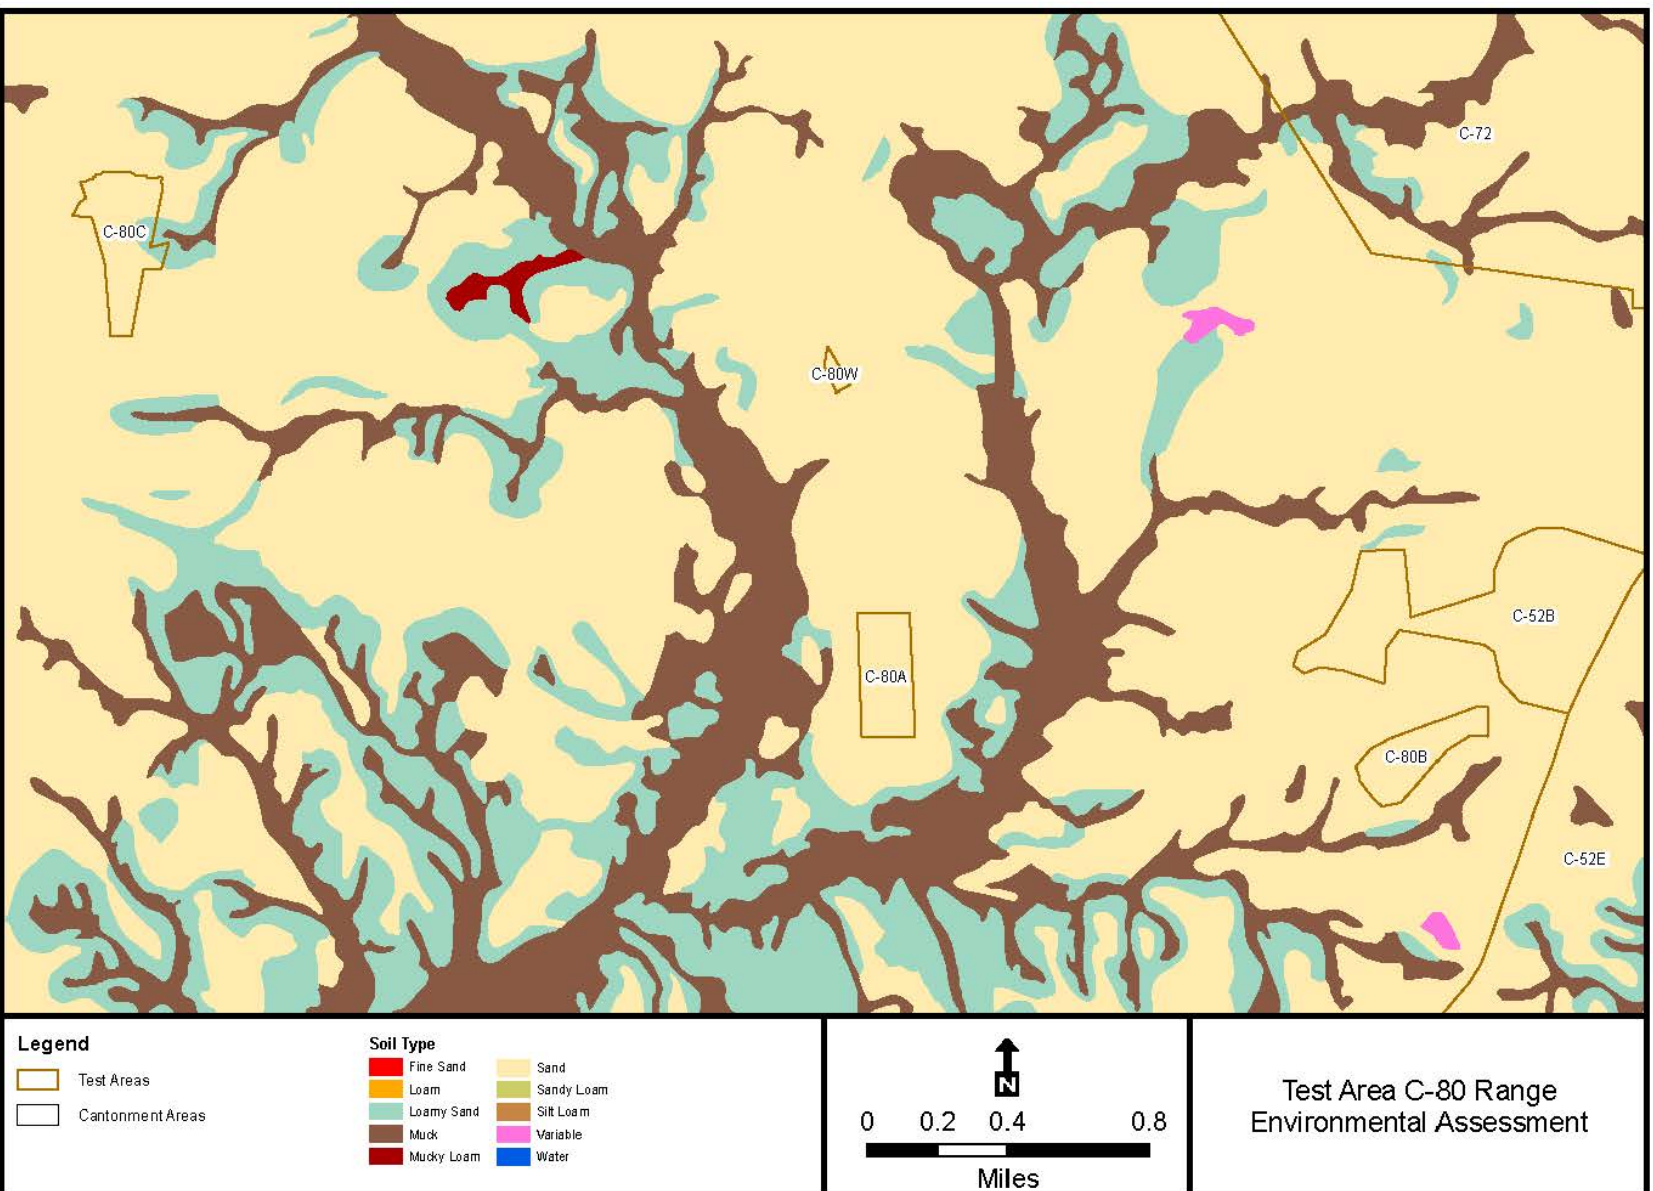 C-72
C-80C
C-80W
C-52B
C-80A
C-80B
C-52E
Legend
Test Areas
Cantonment Areas
Soil Type
Fine Sand
Loam
Loamy Sand
Muck
Mucky Loam
Sand
Sandy Loam
Silt Loam
Variable
Water
N
0 0.2 0.4 0.8
Miles
Test Area C-80 Range
Environmental Assessment